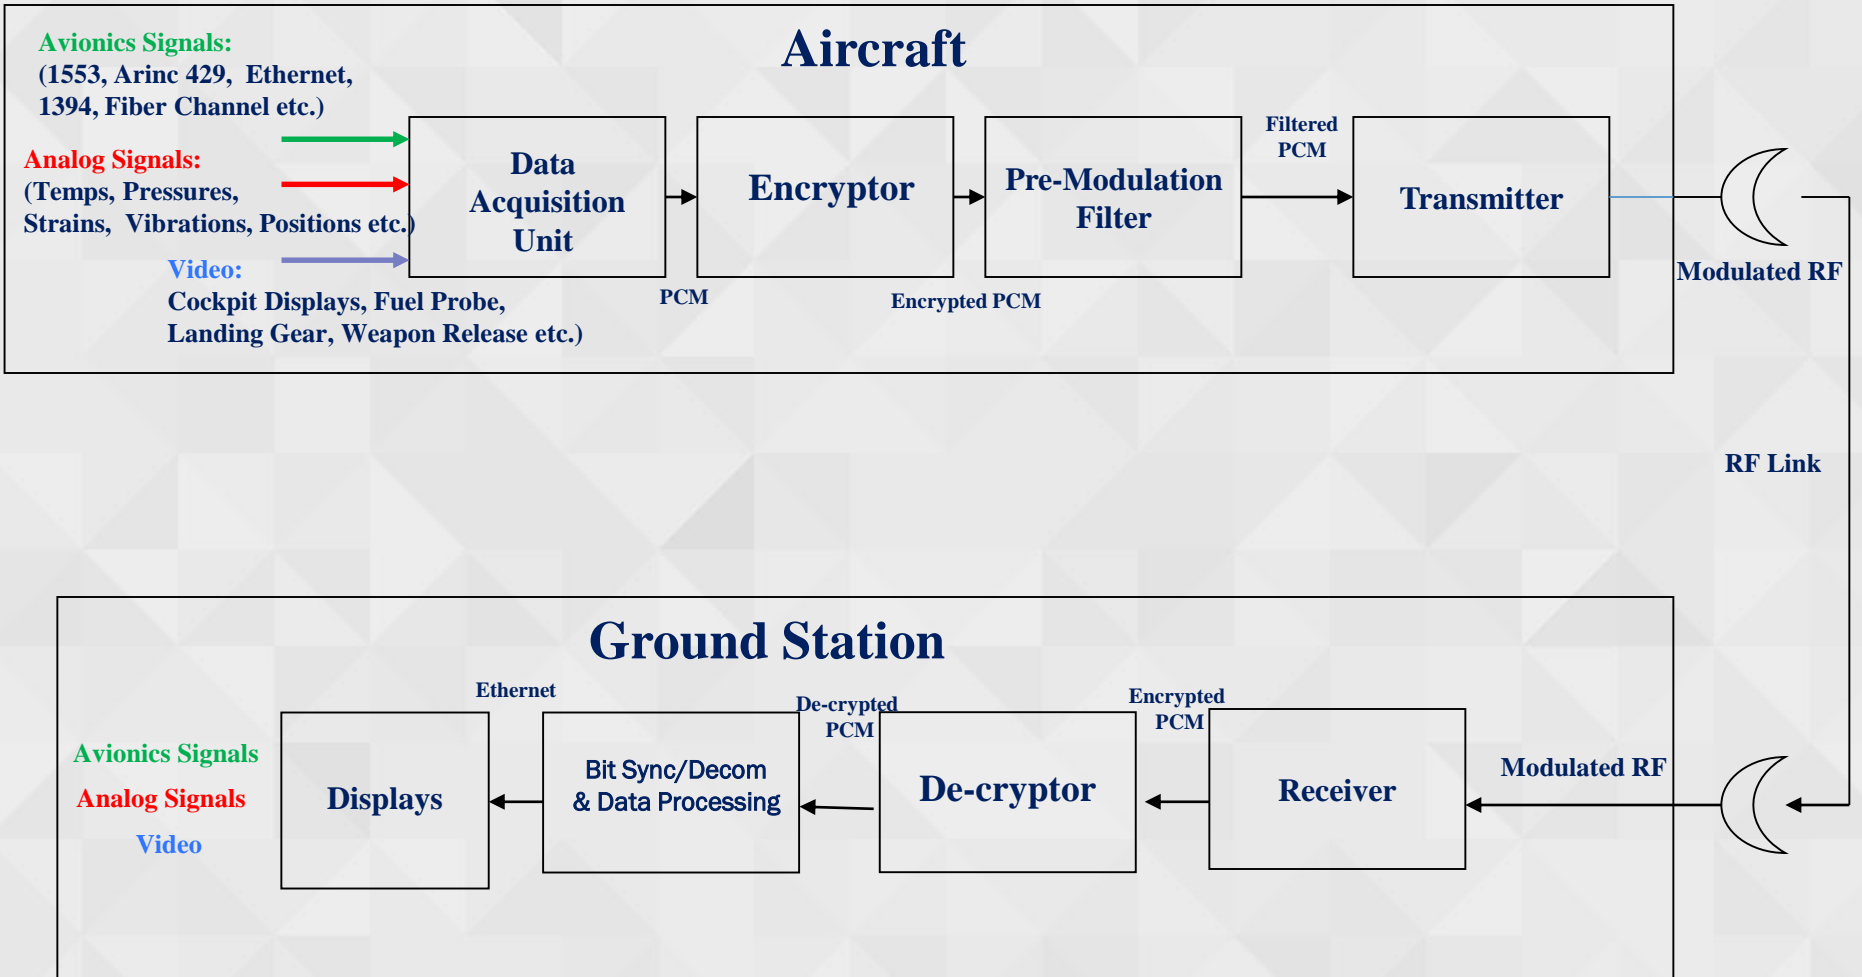 Aircraft
Avionics Signals:
(1553, Arinc 429, Ethernet,
1394, Fiber Channel etc.)
Analog Signals:
(Temps, Pressures,
Strains, Vibrations, Positions etc.)
Video:
Cockpit Displays, Fuel Probe,
Landing Gear, Weapon Release etc.)
Data
Acquisition
Unit
PCM
Encryptor
Encrypted PCM
Pre-Modulation
Filter
Filtered
PCM
Transmitter
Modulated RF
RF Link
Ground Station
Modulated RF
Receiver
Encrypted
PCM
De-cryptor
De-crypted
PCM
Bit Sync/Decom
& Data Processing
Ethernet
Displays
Avionics Signals
Analog Signals
Video